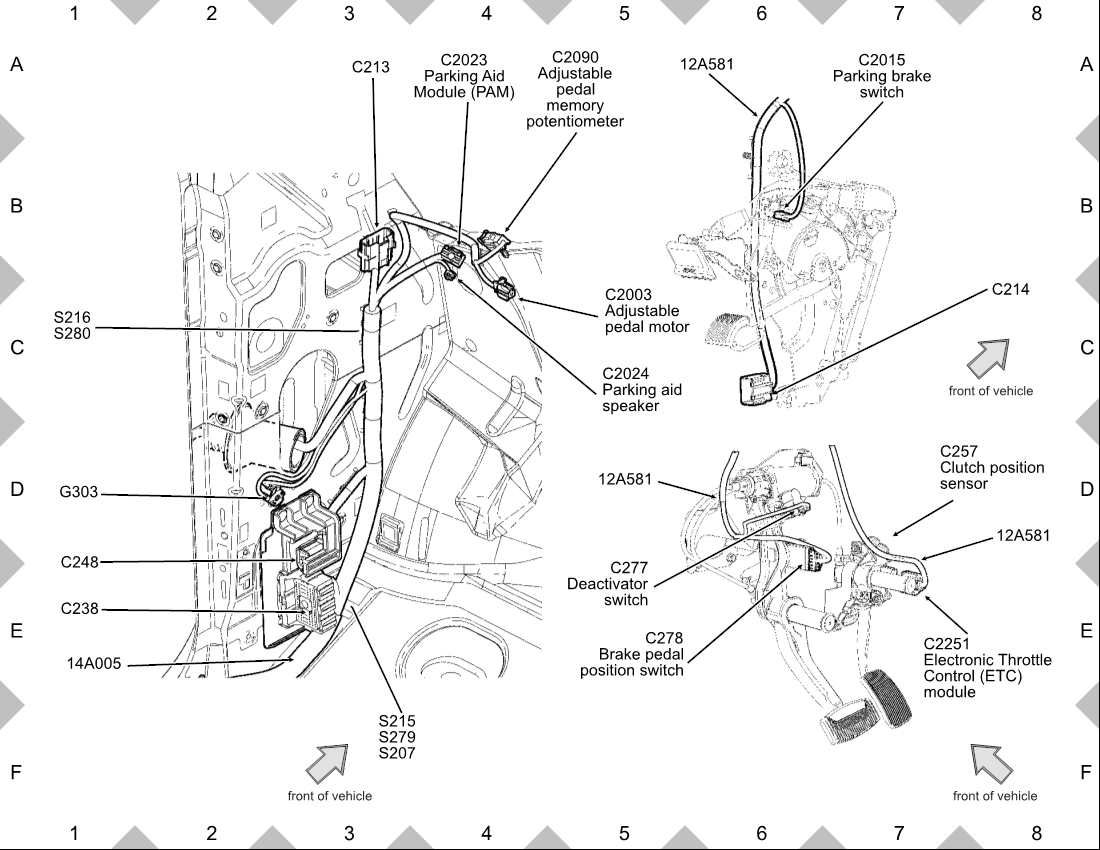 1 2 3 4 5 6 7 8
A
A
C213
C2023
Parking Aid
Module (PAM)
C2090
Adjustable
pedal
memory
potentiometer
12A581
C2015
Parking brake
switch
B
B
C214
C2003
Adjustable
pedal motor
S216
S280
C
C
C2024
Parking aid
speaker
front of vehicle
C257
Clutch position
sensor
12A581
G303
D
D
12A581
C248
C277
Deactivator
switch
C238
E
E
C278
Brake pedal
position switch
C2251
Electronic Throttle
Control (ETC)
module
14A005
S215
S279
S207
F
F
front of vehicle
front of vehicle
1 2 3 4 5 6 7 8